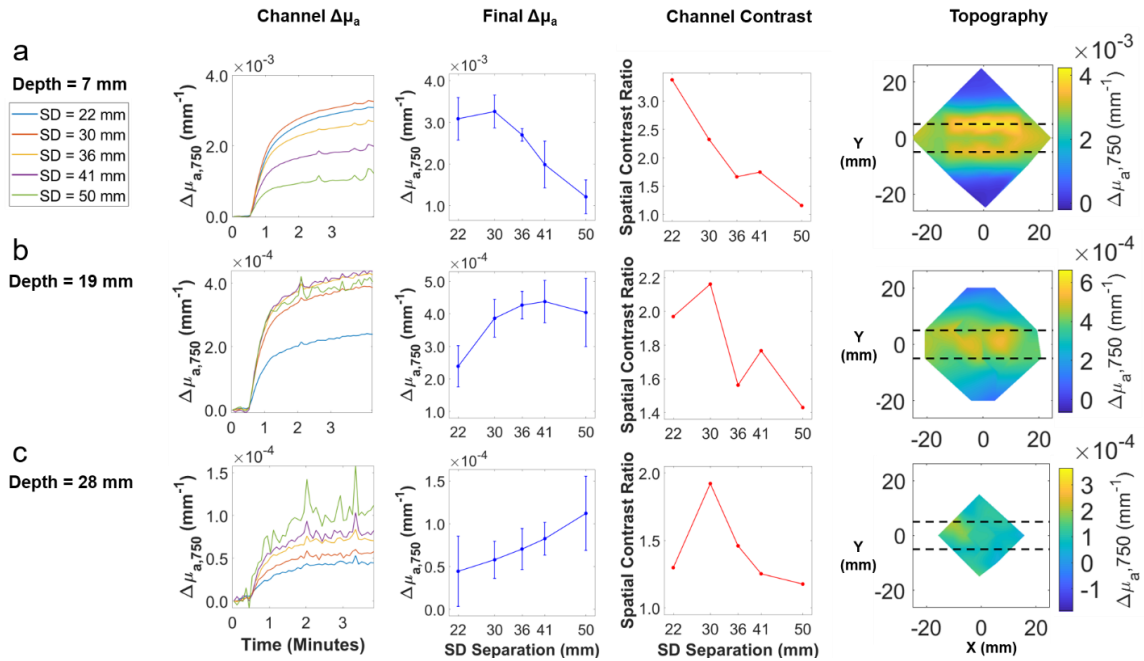 Channel Δμa
Final Δμa
Channel Contrast
Topography
a
Depth = 7 mm
SD = 22 mm
SD = 30 mm
SD = 36 mm
SD = 41 mm
SD = 50 mm
×10-3
Δμa,750 (mm-1)
4.0
2.0
0.0
0 1 2 3
×10-3
Δμa,750 (mm-1)
4.0
3.0
2.0
1.0
22 30 36 41 50
Spatial Contrast Ratio
3.0
2.5
2.0
1.5
1.0
22 30 36 41 50
Y
(mm)
20
0
-20
-20 0 20
×10-3
4
2
0
Δμa,750 (mm-1)
b
Depth = 19 mm
×10-4
Δμa,750 (mm-1)
4.0
2.0
0.0
0 1 2 3
×10-4
Δμa,750 (mm-1)
5.0
4.0
3.0
2.0
1.0
22 30 36 41 50
Spatial Contrast Ratio
2.2
2.0
1.8
1.6
1.4
22 30 36 41 50
Y
(mm)
20
0
-20
-20 0 20
×10-4
6
4
2
0
Δμa,750 (mm-1)
c
Depth = 28 mm
×10-4
Δμa,750 (mm-1)
1.5
1.0
0.5
0.0
0 1 2 3
Time (Minutes)
×10-4
Δμa,750 (mm-1)
1.5
1.0
0.5
0.0
22 30 36 41 50
SD Separation (mm)
Spatial Contrast Ratio
2.0
1.5
1.0
22 30 36 41 50
SD Separation (mm)
Y
(mm)
20
0
-20
-20 0 20
X (mm)
×10-4
3
2
1
0
-1
Δμa,750 (mm-1)